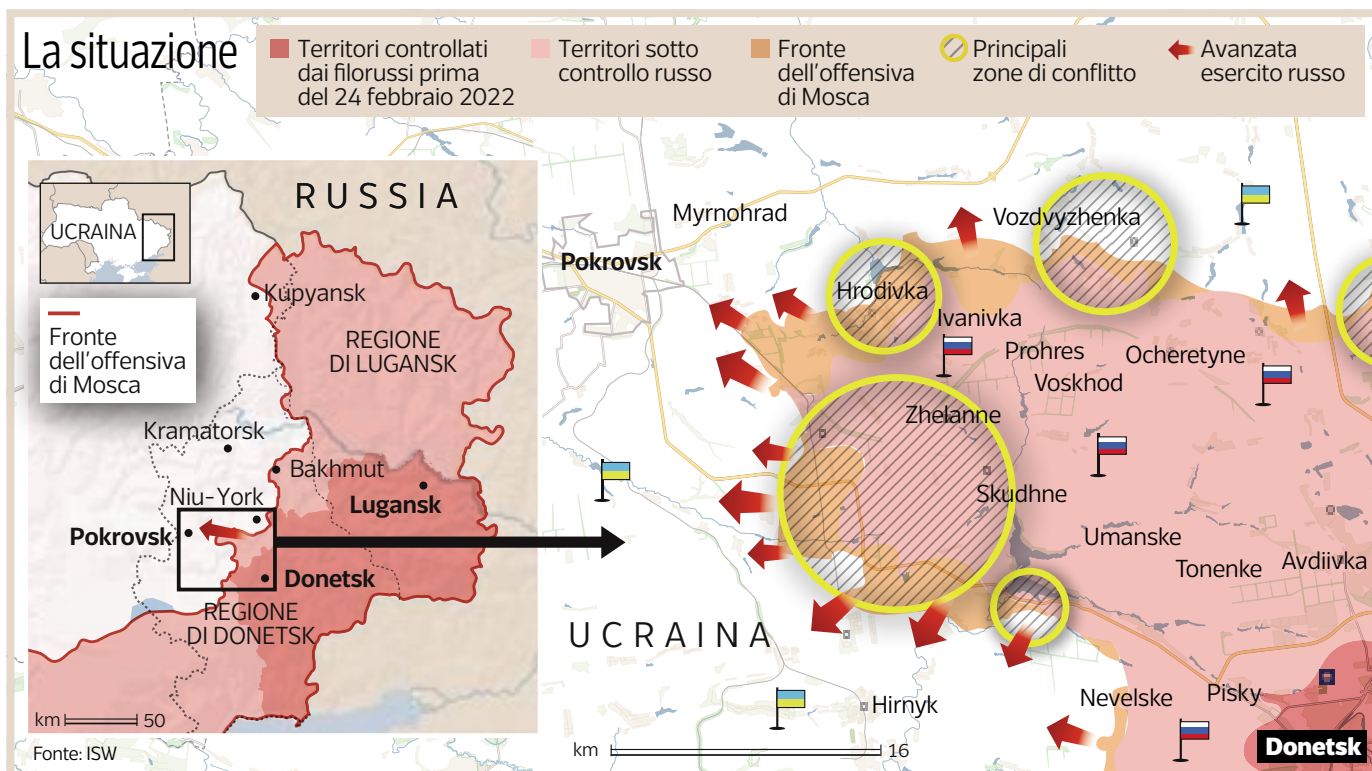 La situazione
Territori controllati
dai filorussi prima
del 24 febbraio 2022
Territori sotto
controllo russo
Fronte
dell'offensiva
di Mosca
Principali
zone di conflitto
Avanzata
esercito russo
RUSSIA
UCRAINA
Fronte
dell'offensiva
di Mosca
Kupyansk
REGIONE
DI LUGANSK
Kramatorsk
Bakhmut
Niu-York
Lugansk
Pokrovsk
Donetsk
REGIONE
DI DONETSK
km 50
Fonte: ISW
Myrnohrad
Vozdvyzhenka
Pokrovsk
Hrodivka
Ivanivka
Prohres
Ocheretyne
Voskhod
Zhelanne
Skudhne
Umanske
Tonenke
Avdiivka
UCRAINA
Nevelske
Pisky
Hirnyk
km 16
Donetsk